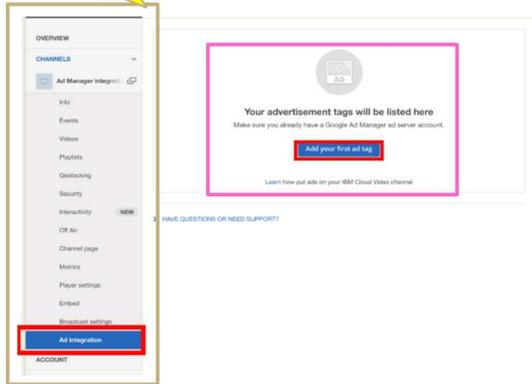 OVERVIEW
CHANNELS
Ad Manager integratio
Info
Events
Videos
Playlists
Geolocking
Security
Interactivity NEW
Off Air
Channel page
Metrics
Player settings
Embed
Broadcast settings
Ad Integration
ACCOUNT
AD
Your advertisement tags will be listed here
Make sure you already have a Google Ad Manager ad server account.
Add your first ad tag
Learn how put ads on your IBM Cloud Video channel
> HAVE QUESTIONS OR NEED SUPPORT?